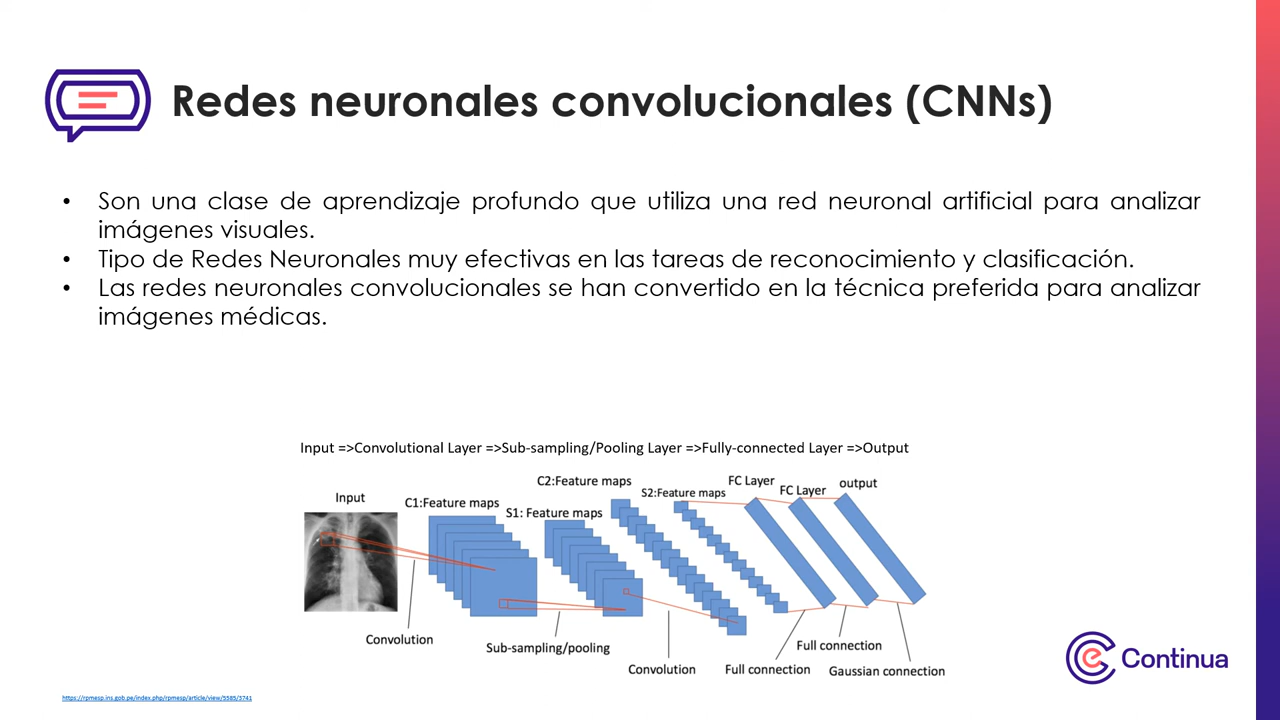 Redes neuronales convolucionales (CNNs)
• Son una clase de aprendizaje profundo que utiliza una red neuronal artificial para analizar
imágenes visuales.
• Tipo de Redes Neuronales muy efectivas en las tareas de reconocimiento y clasificación.
• Las redes neuronales convolucionales se han convertido en la técnica preferida para analizar
imágenes médicas.
Input =>Convolutional Layer =>Sub-sampling/Pooling Layer =>Fully-connected Layer =>Output
Input
C1:Feature maps
S1: Feature maps
C2:Feature maps
S2:Feature maps
FC Layer
FC Layer
output
Convolution
Sub-sampling/pooling
Convolution
Full connection
Full connection
Gaussian connection
Continua
https://rpmesp.ins.gob.pe/index.php/rpmesp/article/view/5585/3741